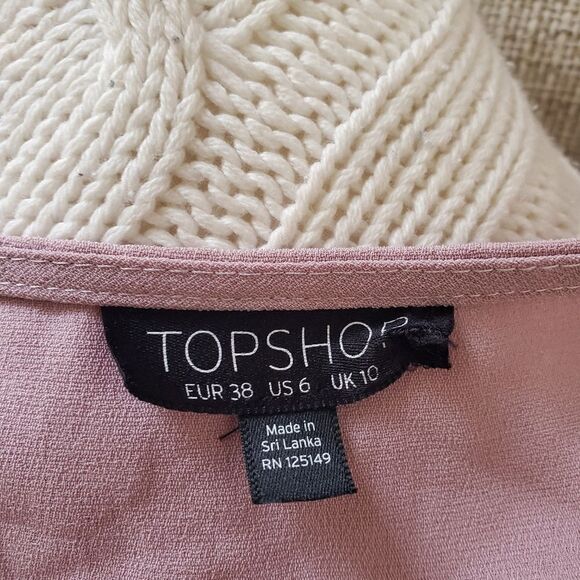 TOPSHOP
EUR 38 US 6 UK 10
Made in
Sri Lanka
RN 125149